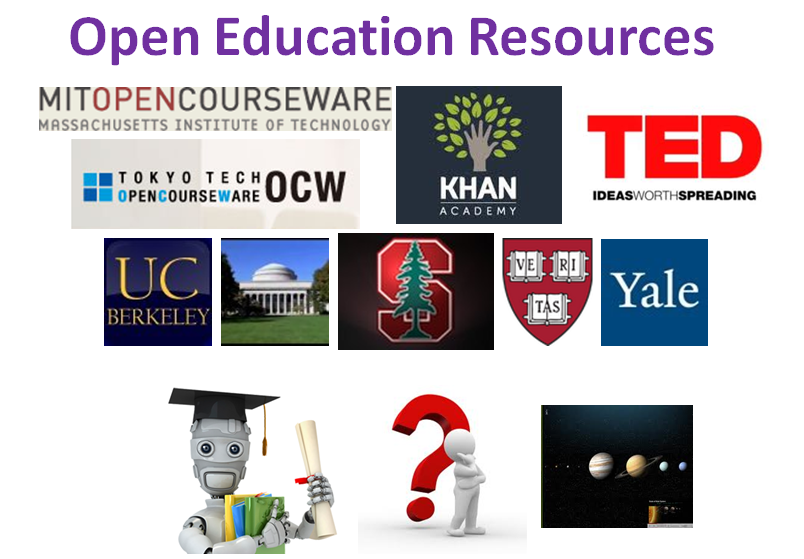 Open Education Resources
MITOPENCOURSEWARE
MASSACHUSETTS INSTITUTE OF TECHNOLOGY
TOKYO TECH
OPENCOURSEWARE
OCW
KHAN
ACADEMY
TED
IDEASWORTHSPREADING
UC
BERKELEY
S
VE RI
TAS
Yale